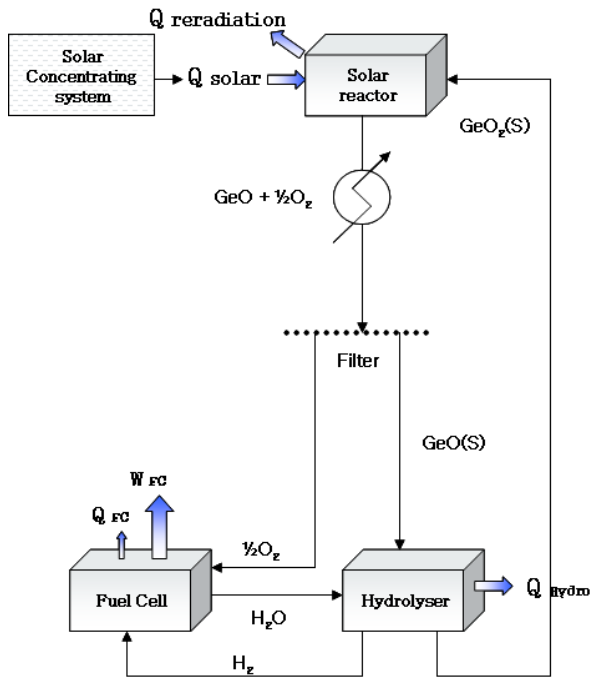 Q reradiation
Solar
Concentrating
system
Q solar
Solar
reactor
GeO₂(S)
GeO + ½O₂
Filter
GeO(S)
W FC
Q FC
½O₂
Fuel Cell
Hydrolyser
Q Hydro
H₂O
H₂